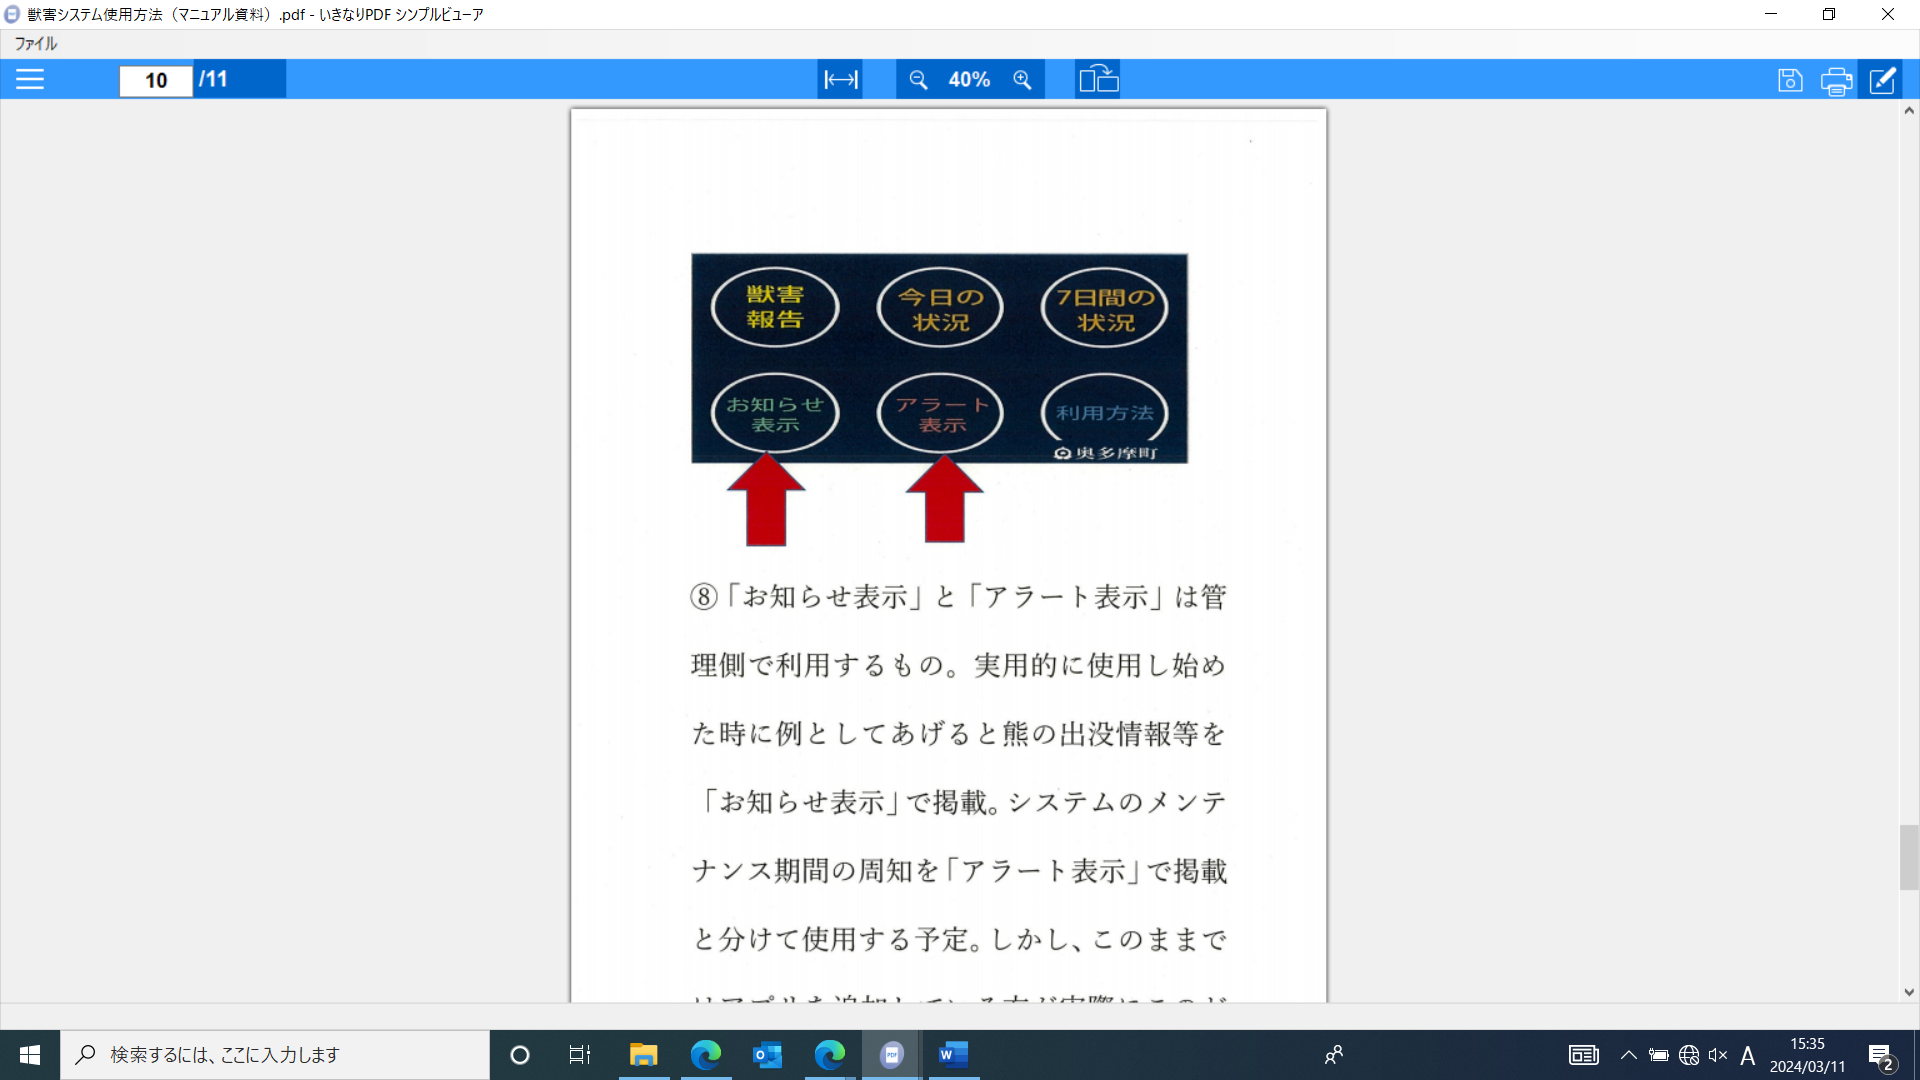 獣害システム使用方法（マニュアル資料）.pdf - いきなりPDF シンプルビューア
ファイル
10 /11
40%
獣害
報告
今日の
状況
7日間の
状況
お知らせ
表示
アラート
表示
利用方法
奥多摩町
⑧「お知らせ表示」と「アラート表示」は管
理側で利用するもの。実用的に使用し始め
た時に例としてあげると熊の出没情報等を
「お知らせ表示」で掲載。システムのメンテ
ナンス期間の周知を「アラート表示」で掲載
と分けて使用する予定。しかし、このままで
検索するには、ここに入力します
A
15:35
2024/03/11
2